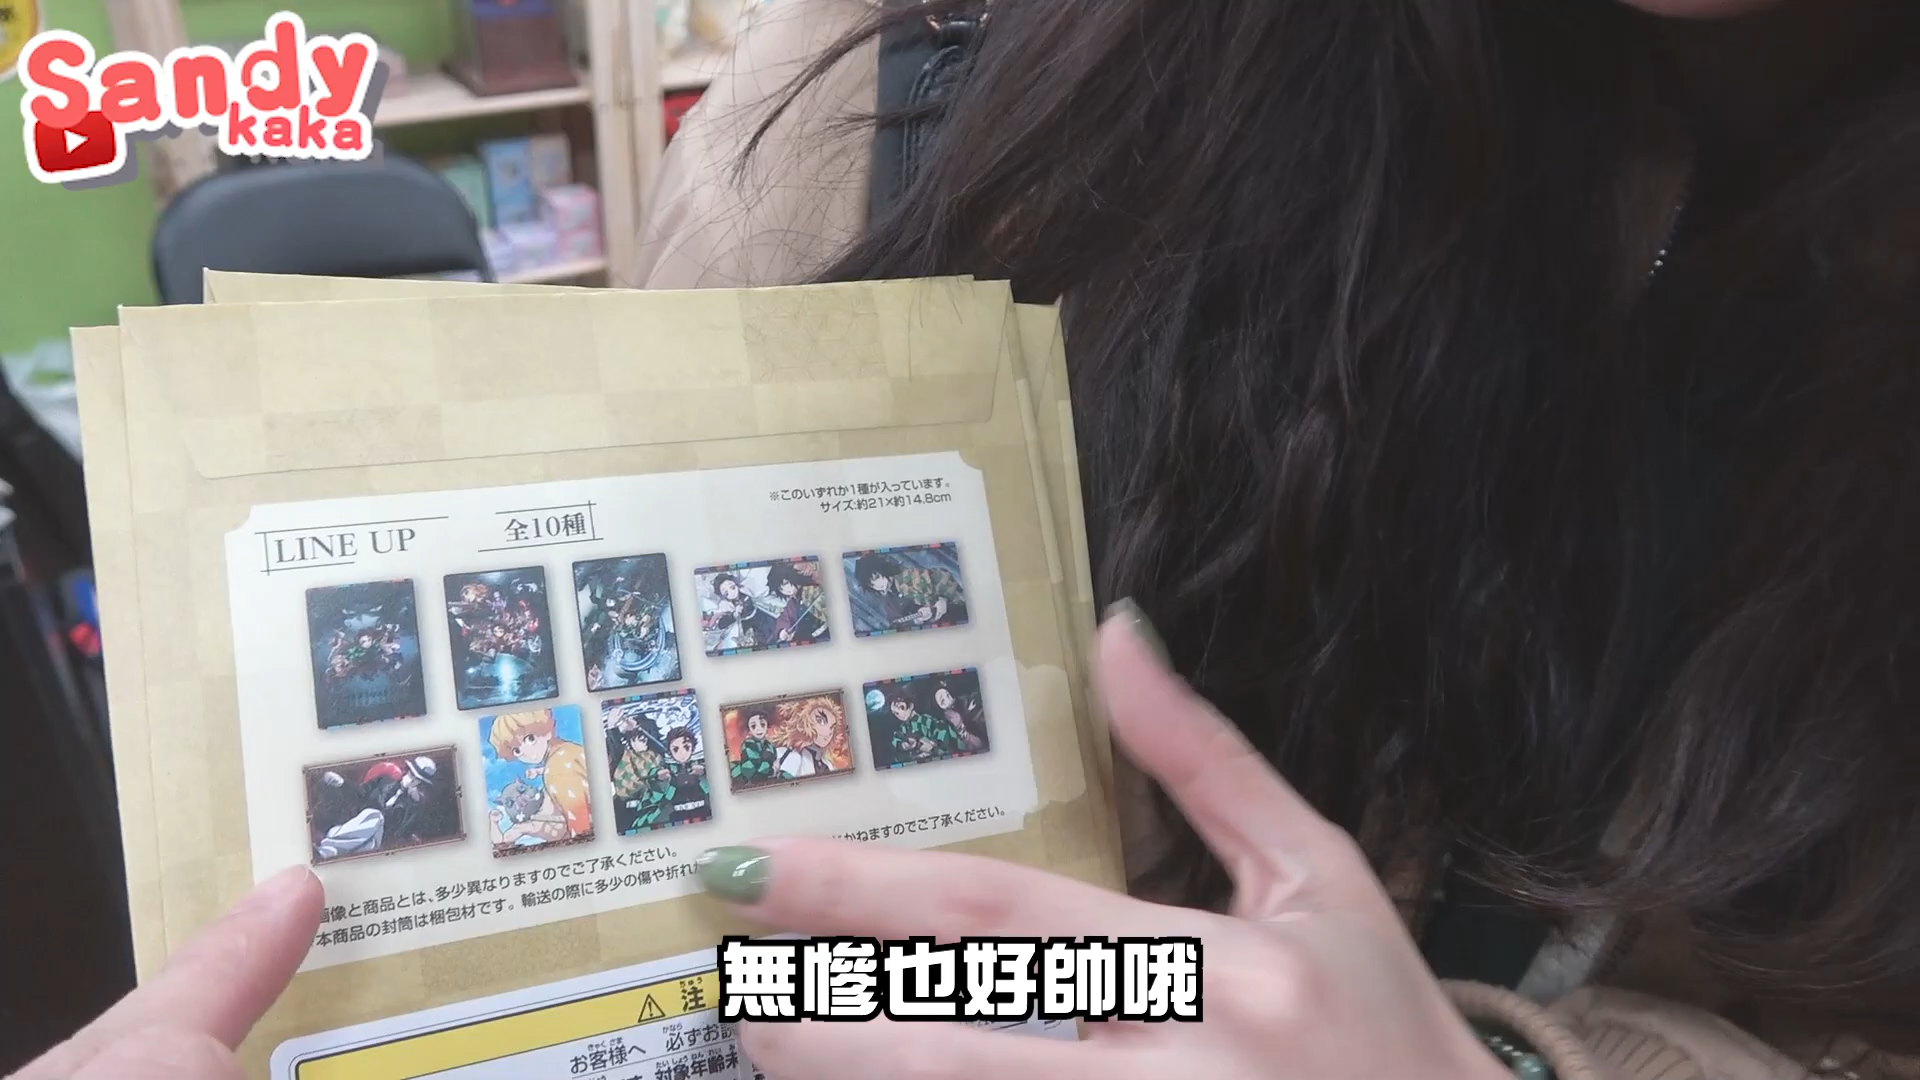 Sandy
kaka
※このいずれか1種が入っています。
サイズ:約21×約14.8cm
LINE UP
全10種
画像と商品とは、多少異なりますのでご了承ください。
本商品の封筒は梱包材です。輸送の際に多少の傷や折れ
かねますのでご了承ください。
注
お客様へ 必ずお読
対象年齢未
無慘也好帥哦